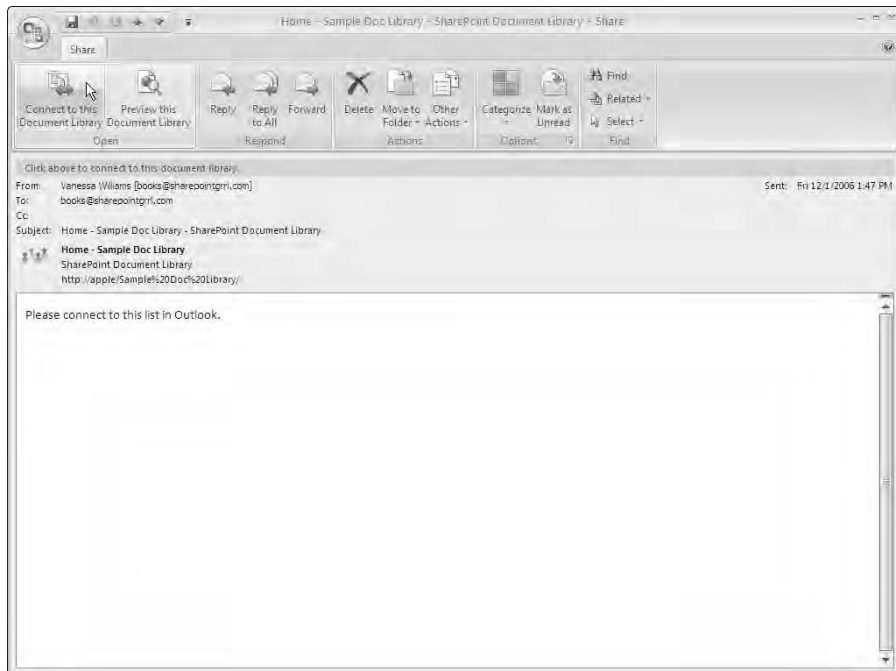 Home - Sample Doc Library - SharePoint Document Library - Share
Share
Connect to this Document Library
Preview this Document Library
Reply
Reply to All
Forward
Delete
Move to Folder
Other Actions
Categorize
Mark as Unread
Find
Related
Select
Open
Respond
Actions
Options
Find
Click above to connect to this document library.
From: Vanessa Williams [books@sharepointgrrl.com]
Sent: Fri 12/1/2006 1:47 PM
To: books@sharepointgrrl.com
Cc:
Subject: Home - Sample Doc Library - SharePoint Document Library
Home - Sample Doc Library
SharePoint Document Library
http://apple/Sample%20Doc%20Library/
Please connect to this list in Outlook.